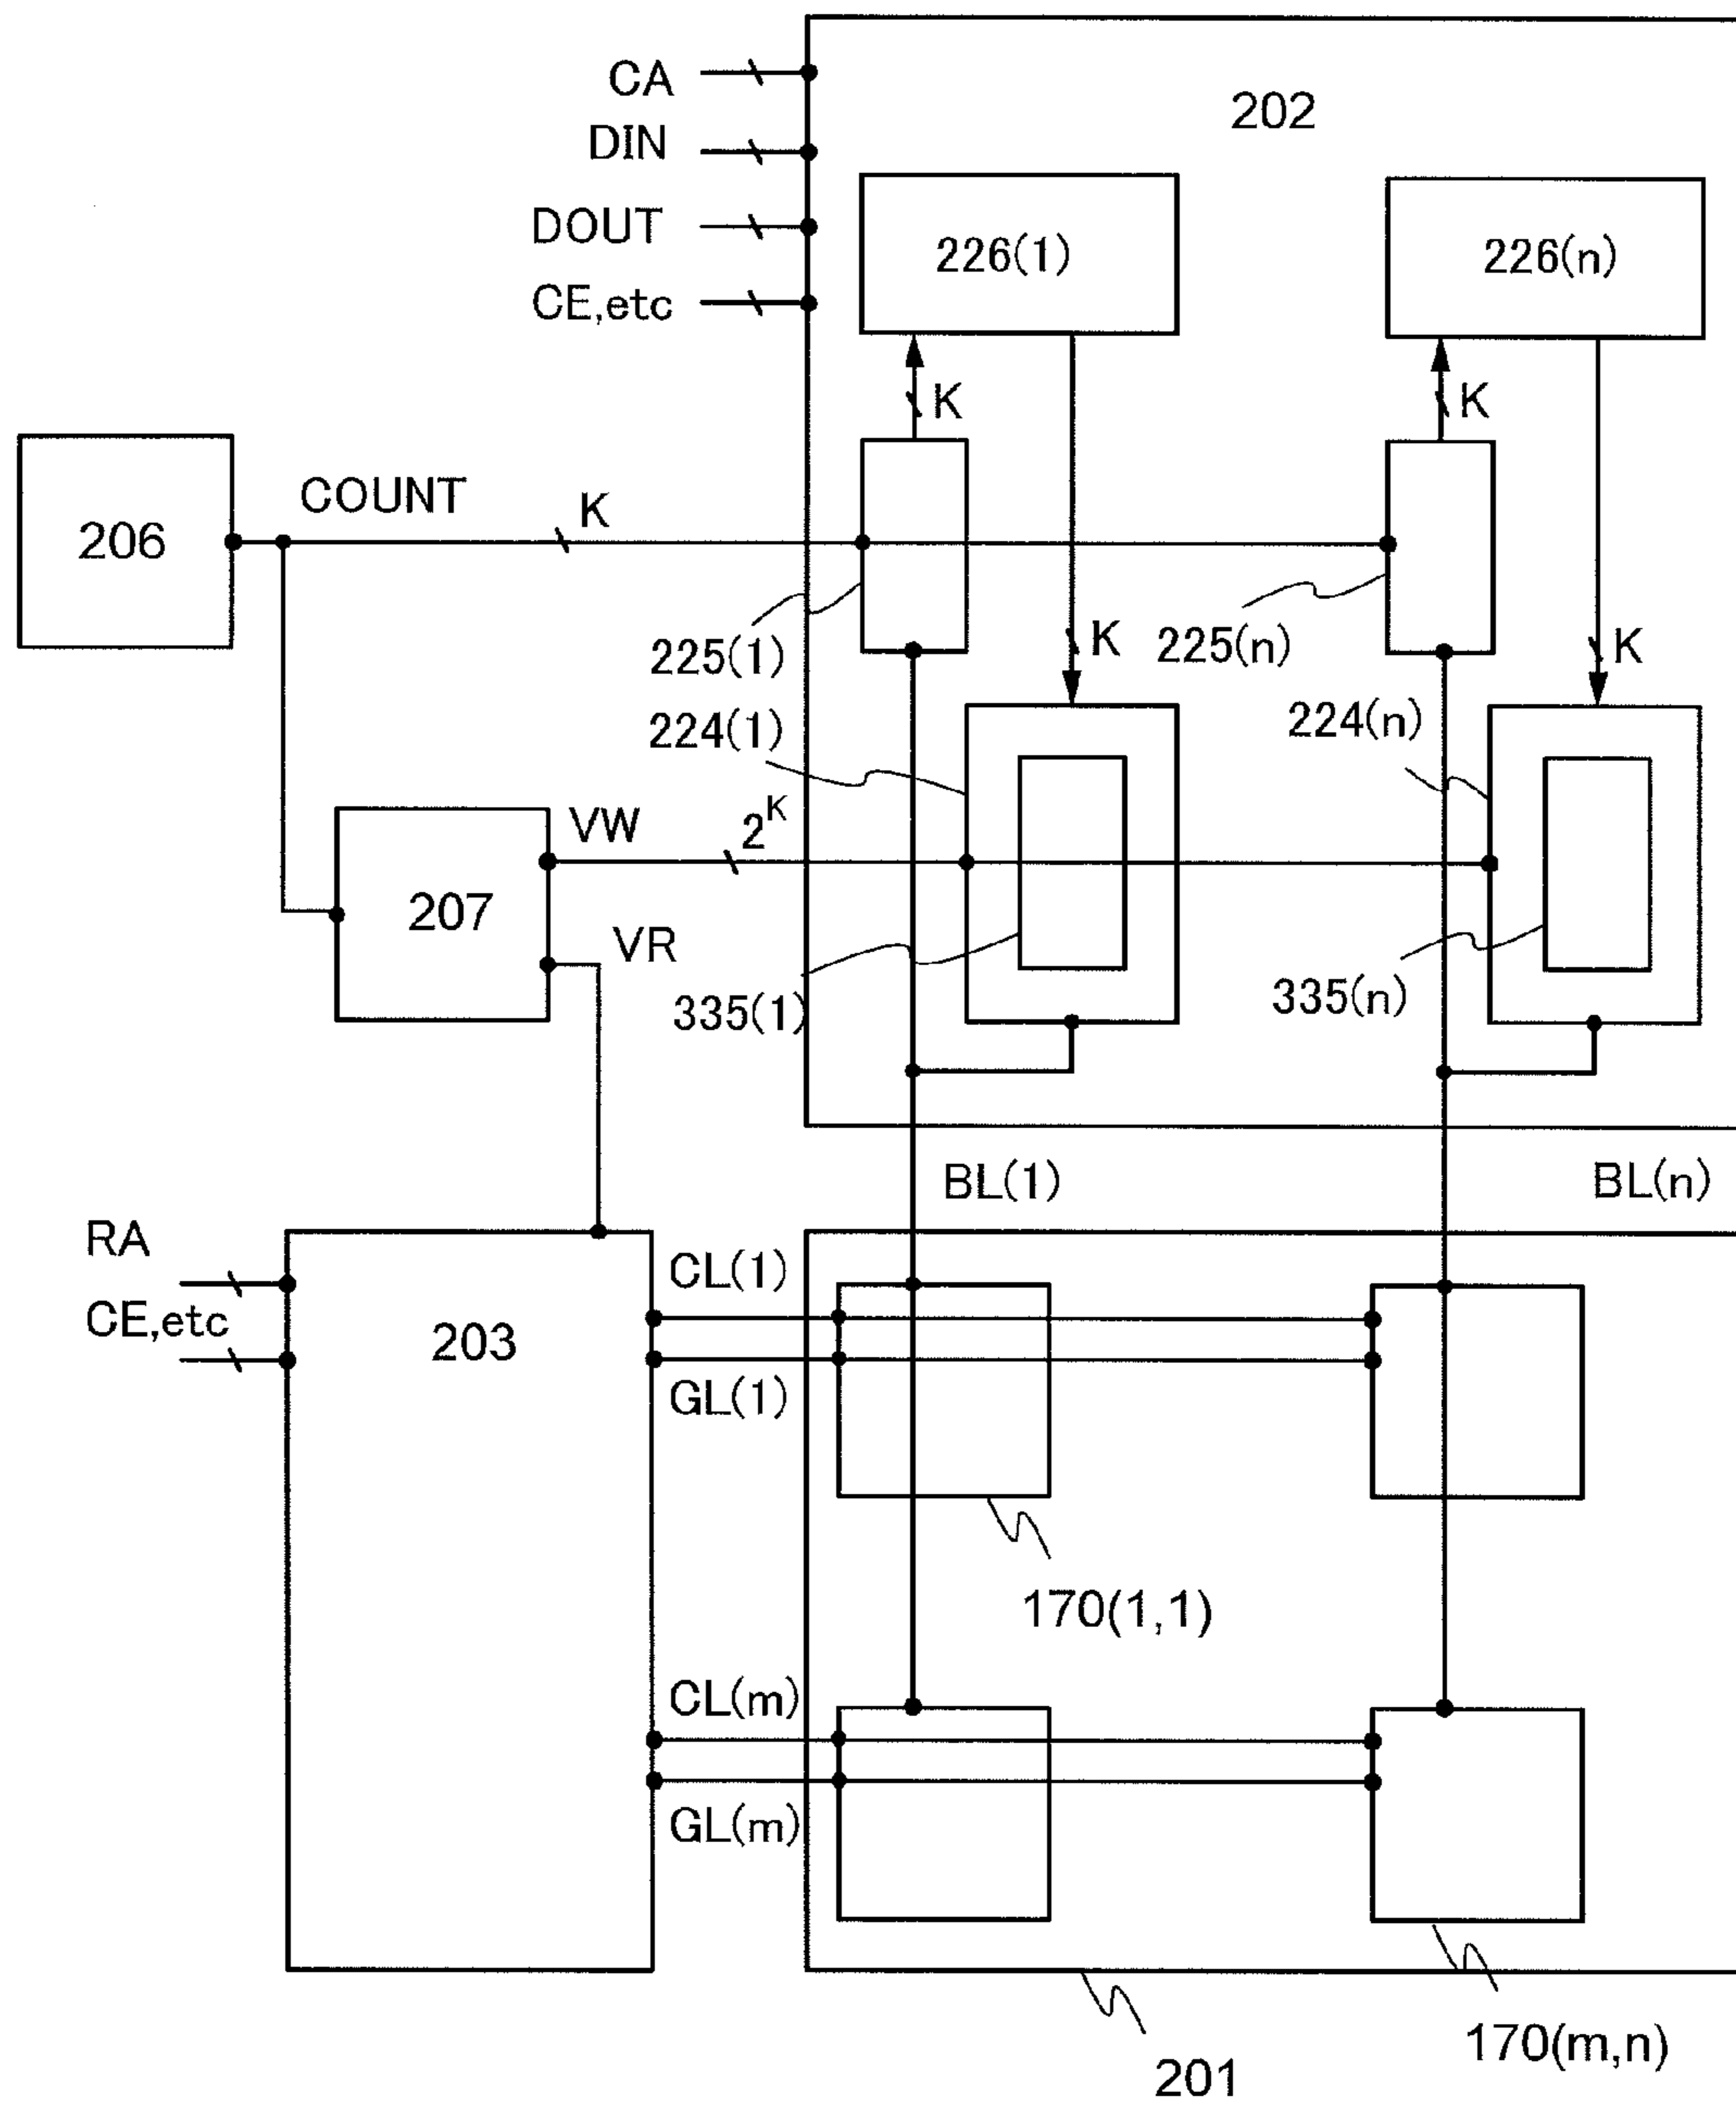 CA
202
DIN
DOUT
226(1)
226(n)
CE,etc
K
K
COUNT
K
206
225(1)
K
225(n)
K
224(1)
224(n)
VW
2^K
207
VR
335(1)
335(n)
BL(1)
BL(n)
RA
CL(1)
CE,etc
203
GL(1)
170(1,1)
CL(m)
GL(m)
170(m,n)
201